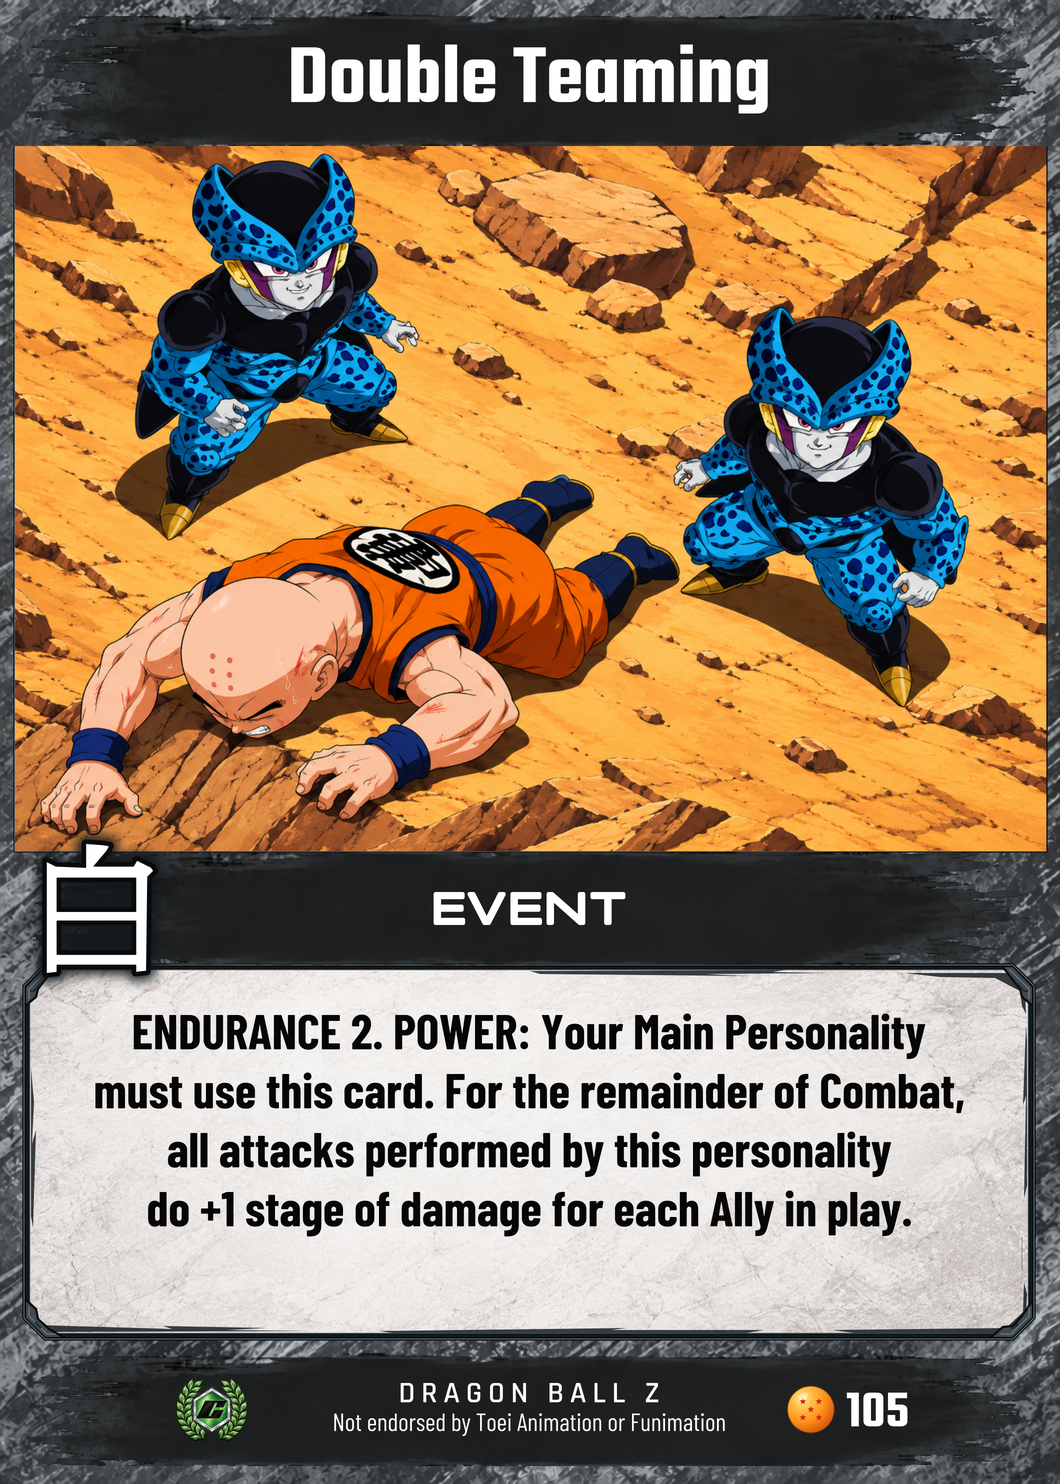 Double Teaming
白
EVENT
ENDURANCE 2. POWER: Your Main Personality
must use this card. For the remainder of Combat,
all attacks performed by this personality
do +1 stage of damage for each Ally in play.
DRAGON BALL Z
Not endorsed by Toei Animation or Funimation
105